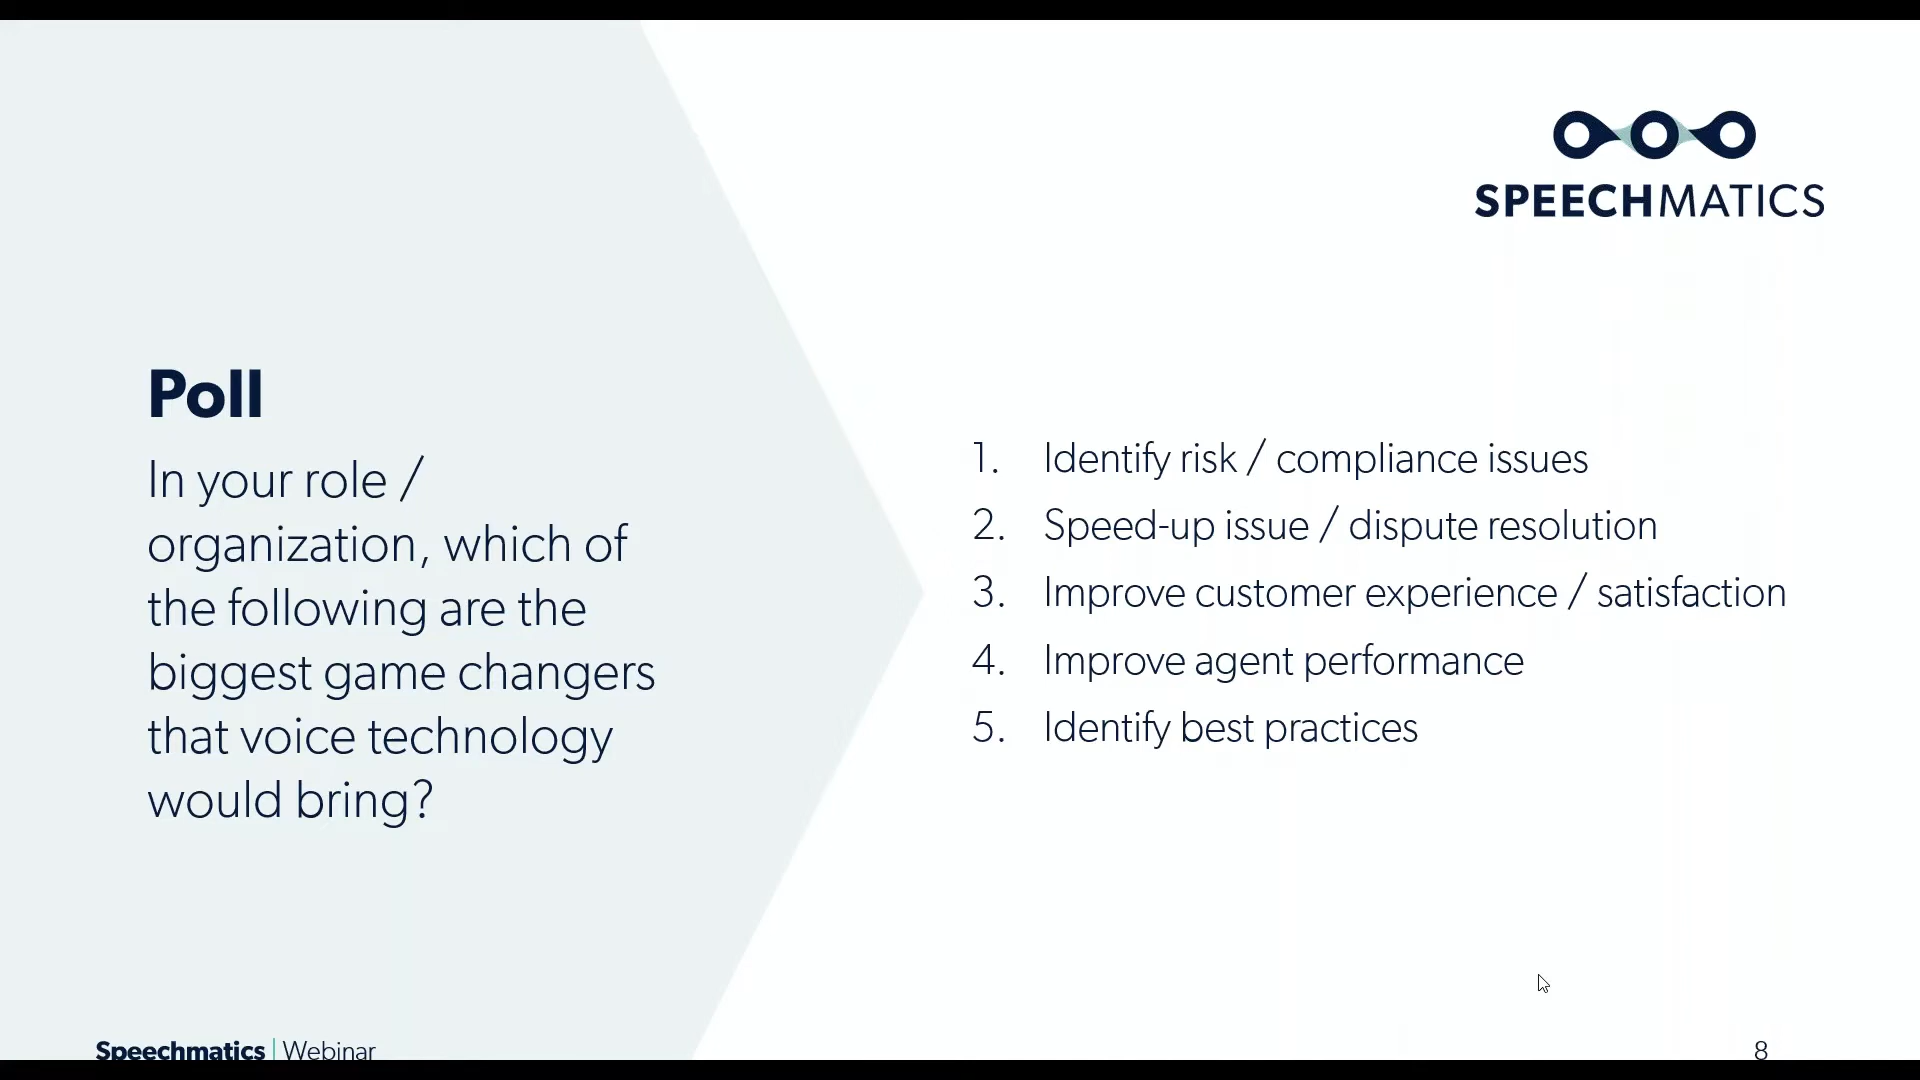 SPEECHMATICS
Poll
In your role /
organization, which of
the following are the
biggest game changers
that voice technology
would bring?
1. Identify risk / compliance issues
2. Speed-up issue / dispute resolution
3. Improve customer experience / satisfaction
4. Improve agent performance
5. Identify best practices
Speechmatics | Webinar
8